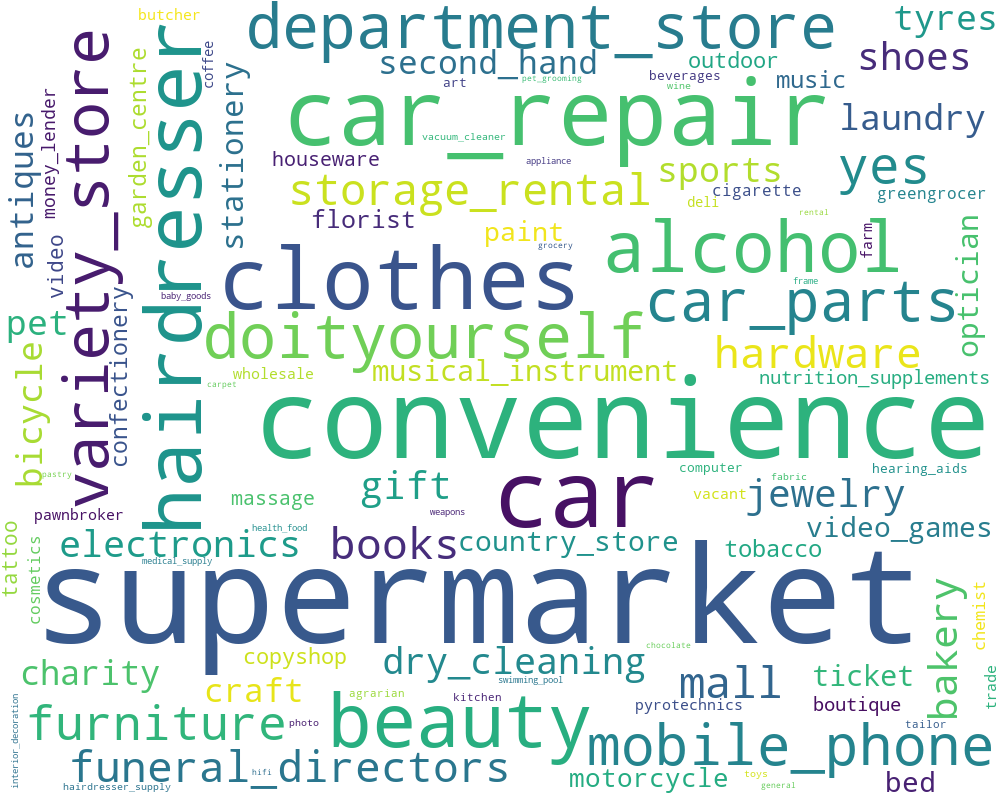 butcher
department_store
tyres
second_hand
outdoor
shoes
coffee
art
pet_grooming
beverages
wine
music
variety_store
hairdresser
garden_centre
stationery
money_lender
antiques
car_repair
laundry
vacuum_cleaner
houseware
appliance
sports
yes
storage_rental
cigarette
greengrocer
deli
florist
paint
rental
alcohol
farm
optician
grocery
video
clothes
baby_goods
frame
car_parts
pet
confectionery
doityourself
hardware
bicycle
wholesale
musical_instrument
nutrition_supplements
carpet
convenience
pastry
computer
hearing_aids
fabric
massage
gift
car
vacant
jewelry
pawnbroker
weapons
health_food
video_games
tattoo
electronics
books
country_store
tobacco
medical_supply
cosmetics
supermarket
bakery
chemist
chocolate
charity
copyshop
dry_cleaning
swimming_pool
mall
ticket
trade
craft
agrarian
kitchen
pyrotechnics
boutique
interior_decoration
furniture
photo
beauty
tailor
mobile_phone
funeral_directors
hifi
motorcycle
toys
bed
hairdresser_supply
general